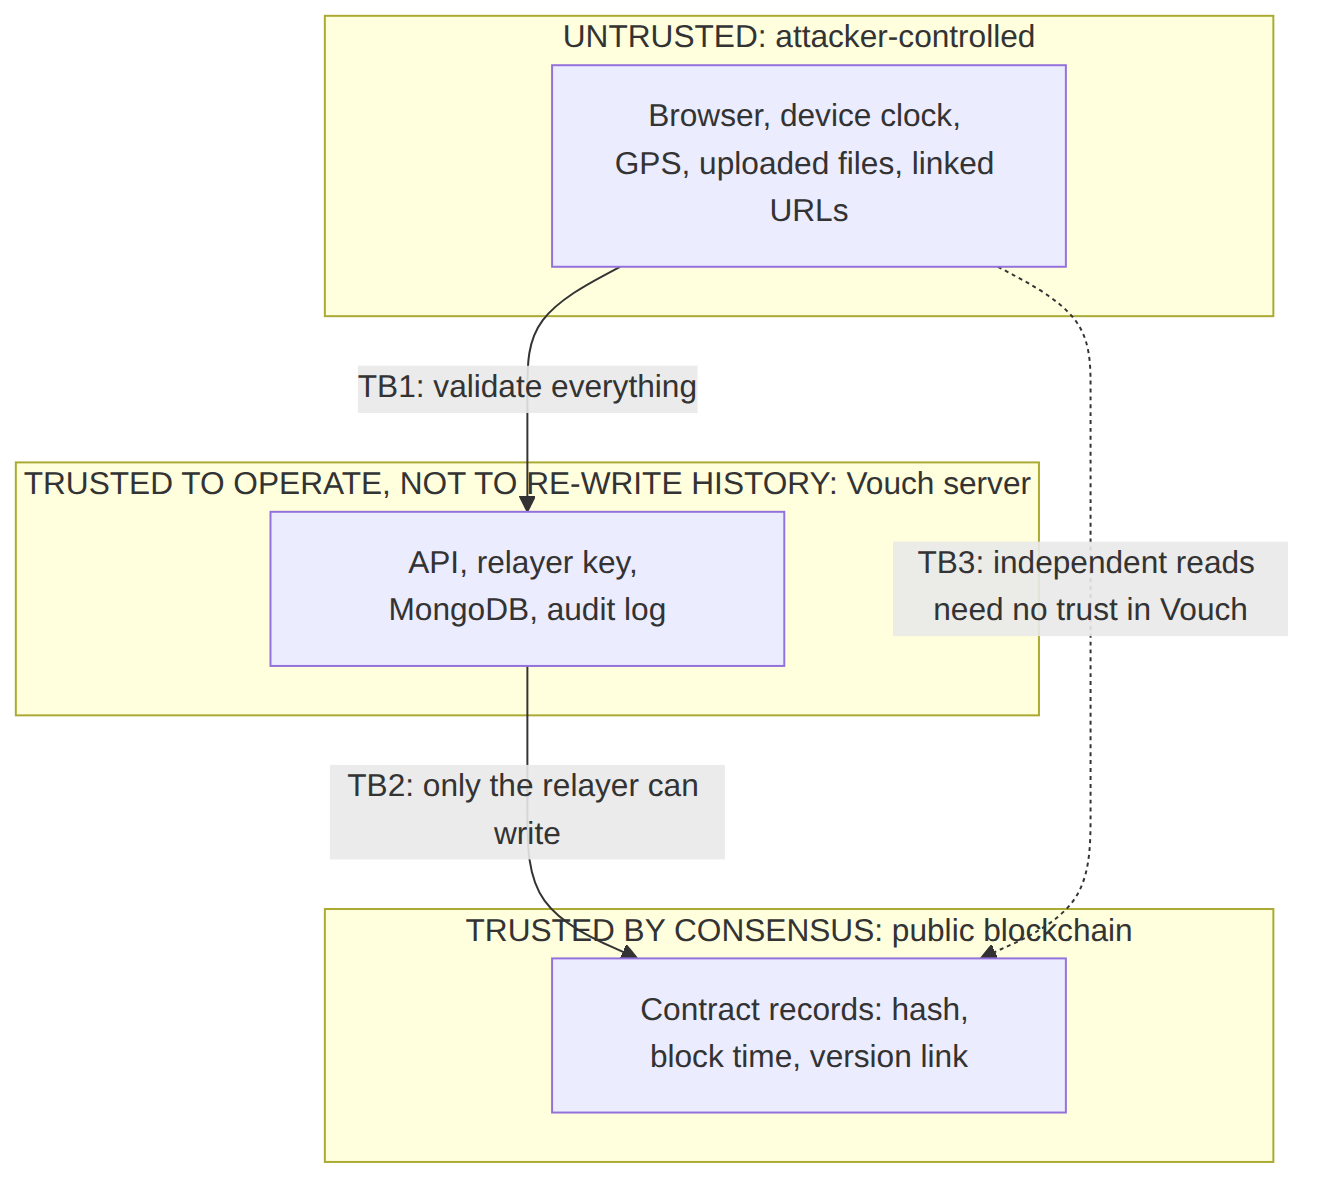 UNTRUSTED: attacker-controlled
Browser, device clock,
GPS, uploaded files, linked
URLs
TB1: validate everything
TRUSTED TO OPERATE, NOT TO RE-WRITE HISTORY: Vouch server
API, relayer key,
MongoDB, audit log
TB3: independent reads
need no trust in Vouch
TB2: only the relayer can
write
TRUSTED BY CONSENSUS: public blockchain
Contract records: hash,
block time, version link